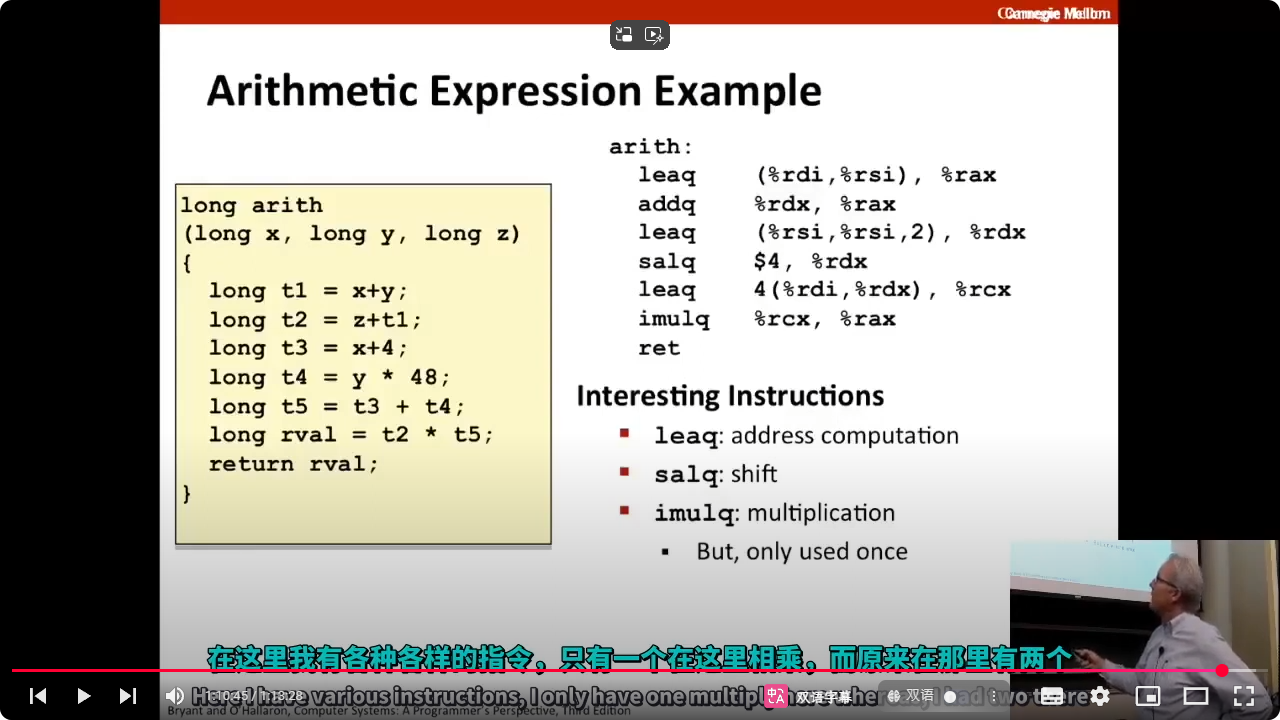 Carnegie Mellon
Arithmetic Expression Example
long arith
(long x, long y, long z)
{
long t1 = x+y;
long t2 = z+t1;
long t3 = x+4;
long t4 = y * 48;
long t5 = t3 + t4;
long rval = t2 * t5;
return rval;
}
arith:
leaq (%rdi,%rsi), %rax
addq %rdx, %rax
leaq (%rsi,%rsi,2), %rdx
salq $4, %rdx
leaq 4(%rdi,%rdx), %rcx
imulq %rcx, %rax
ret
Interesting Instructions
leaq: address computation
salq: shift
imulq: multiplication
But, only used once
在这里我有各种各样的指令，只有一个在这里相乘，而原来在那里有两个
Here I have various instructions, I only have one multiply here two there
1:10:45 / 1:18:28
双语字幕
双语
Bryant and O'Hallaron, Computer Systems: A Programmer's Perspective, Third Edition